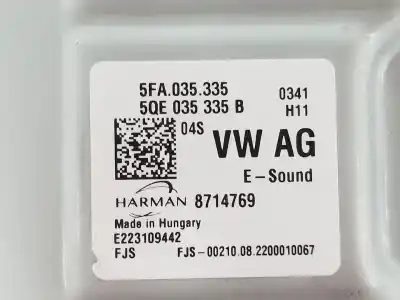 5FA.035.335 0341
5QE 035 335 B H11
04S
VW AG
E-Sound
HARMAN 8714769
Made in Hungary
E223109442
FJS FJS-00210.08.2200010067